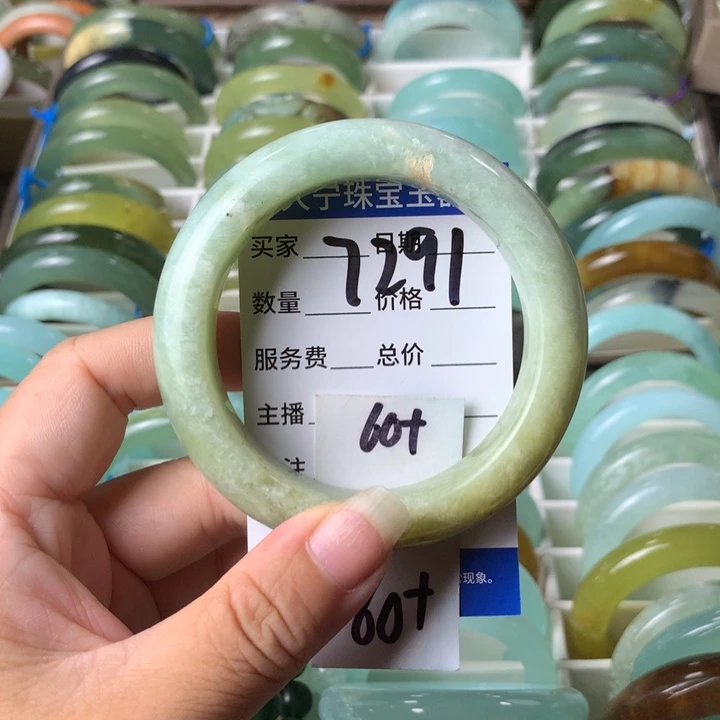 宁珠宝玉
买家 日期
7291
数量 价格
服务费 总价
主播
60+
注
现象。
60+